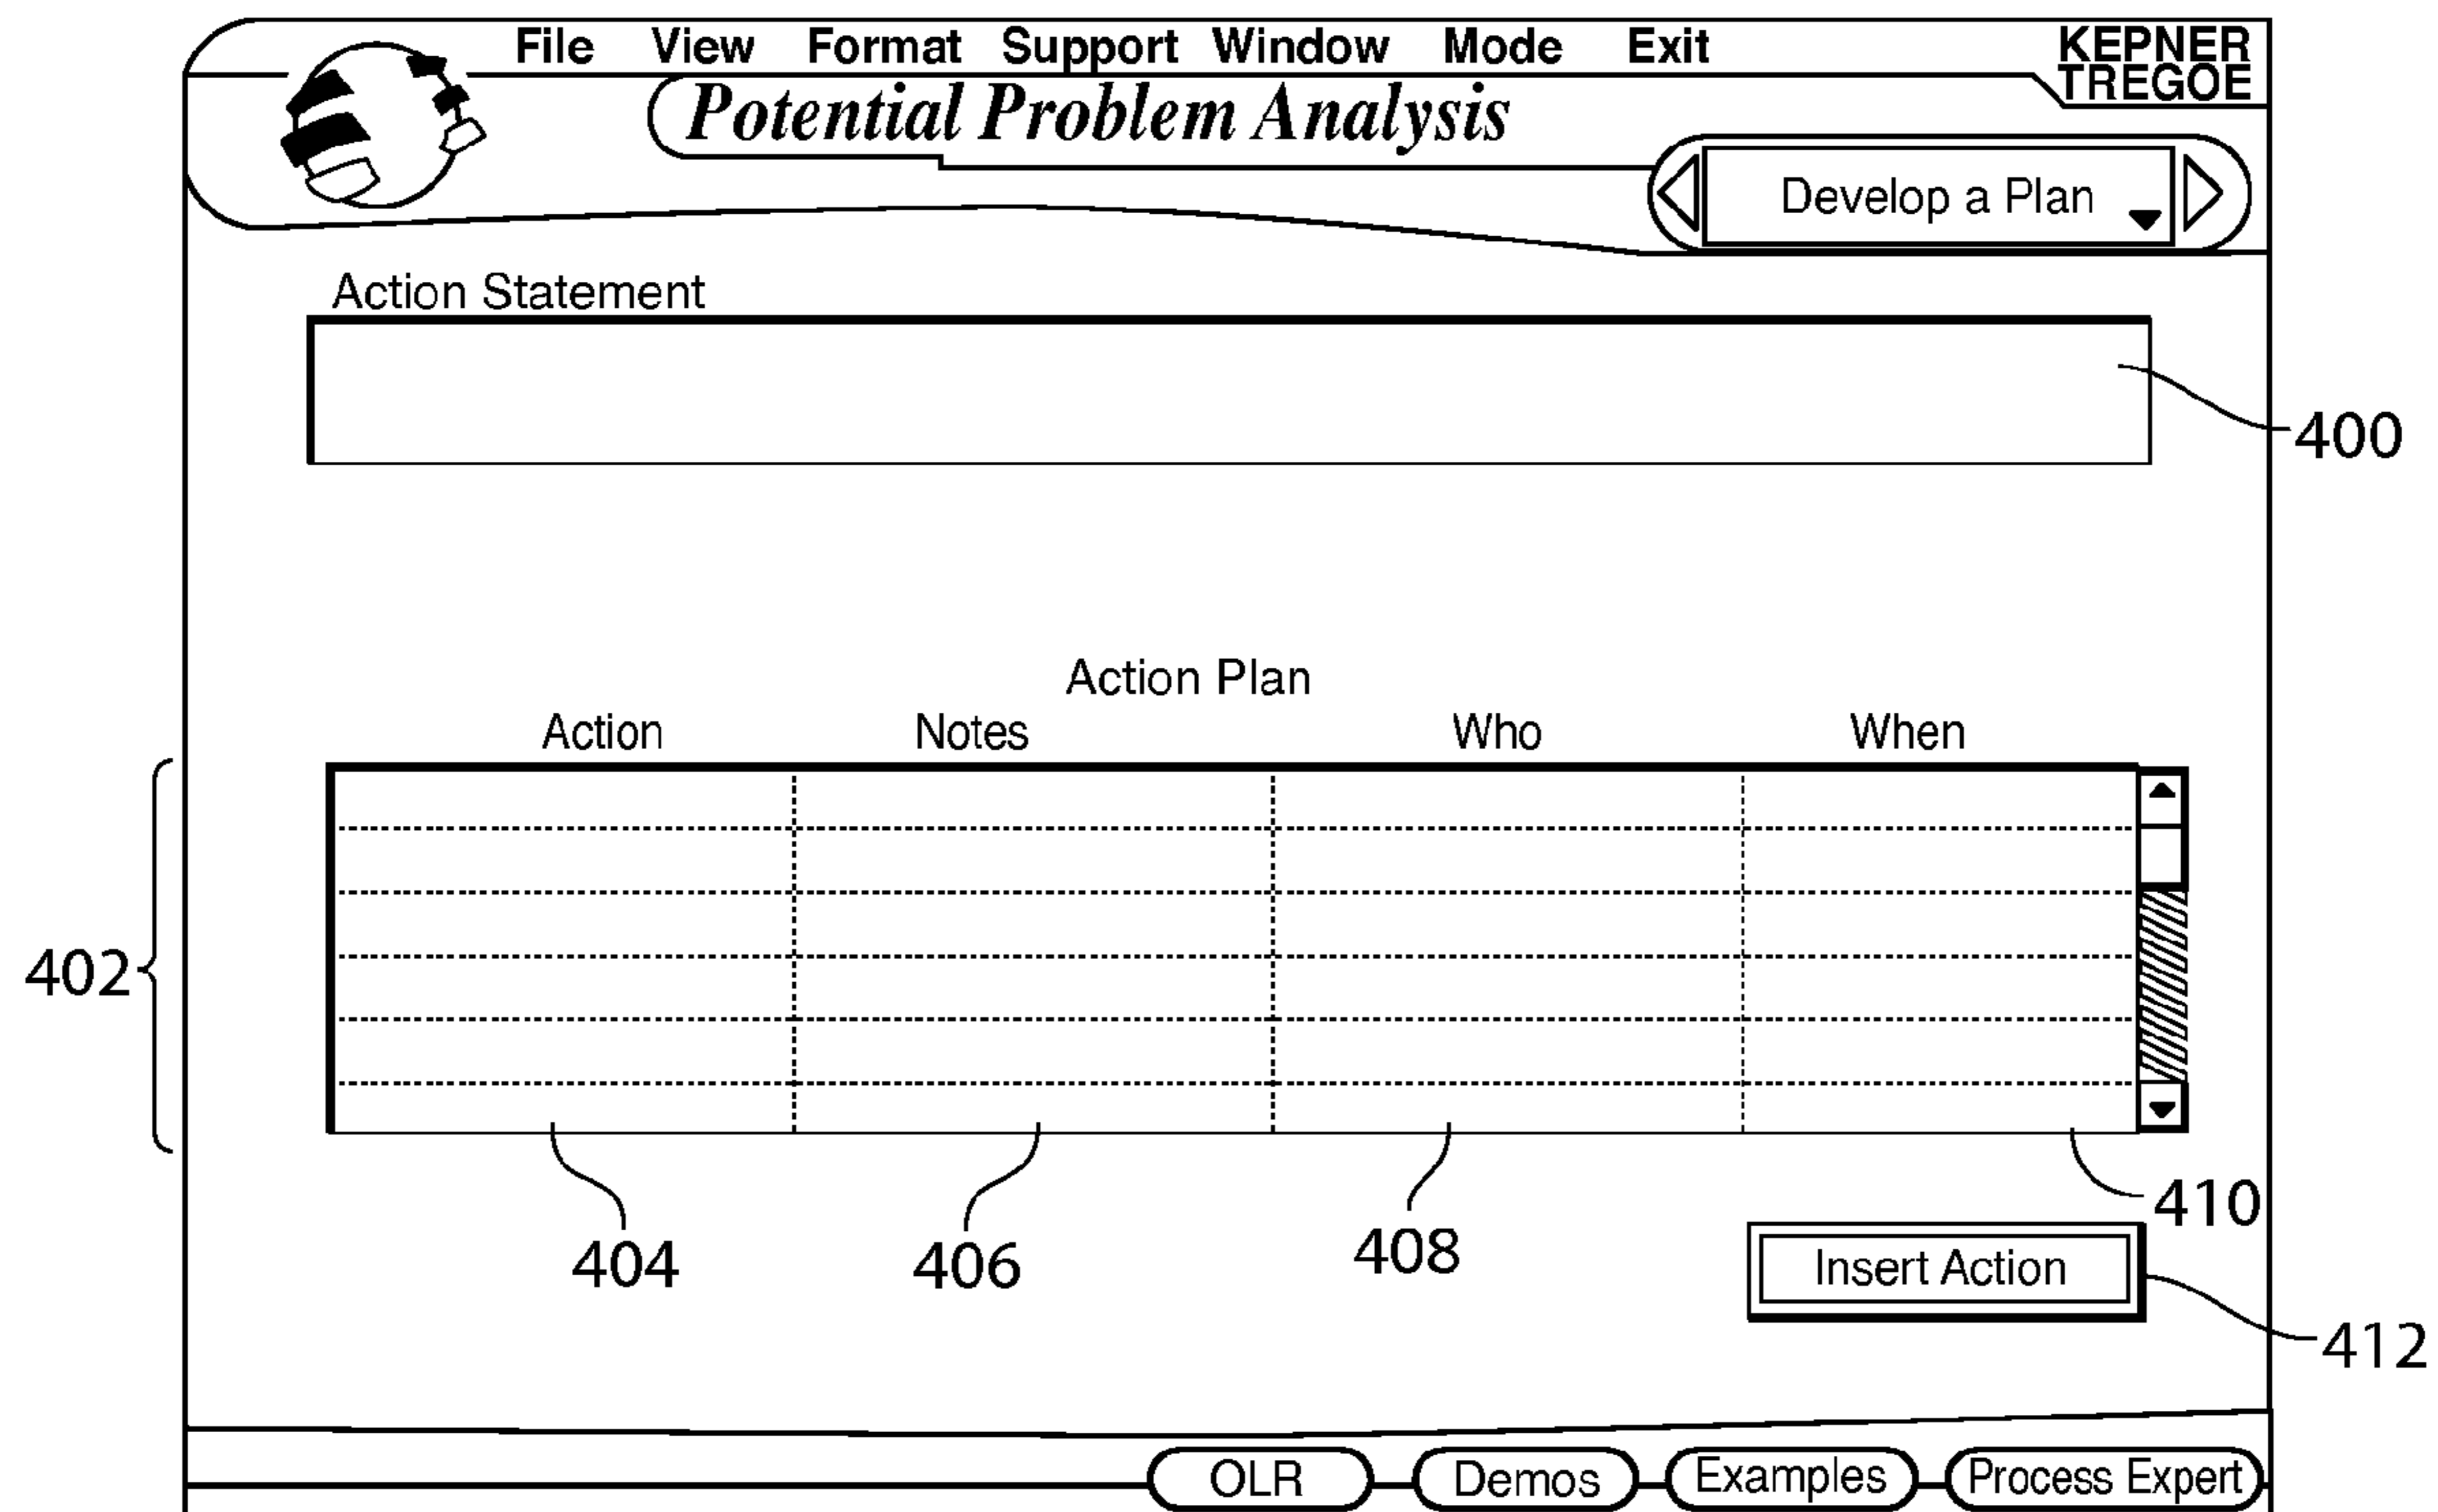 File View Format Support Window Mode Exit
KEPNER
TREGOE
Potential Problem Analysis
Develop a Plan
Action Statement
400
Action Plan
Action Notes Who When
402
410
404 406 408
Insert Action
412
OLR Demos Examples Process Expert